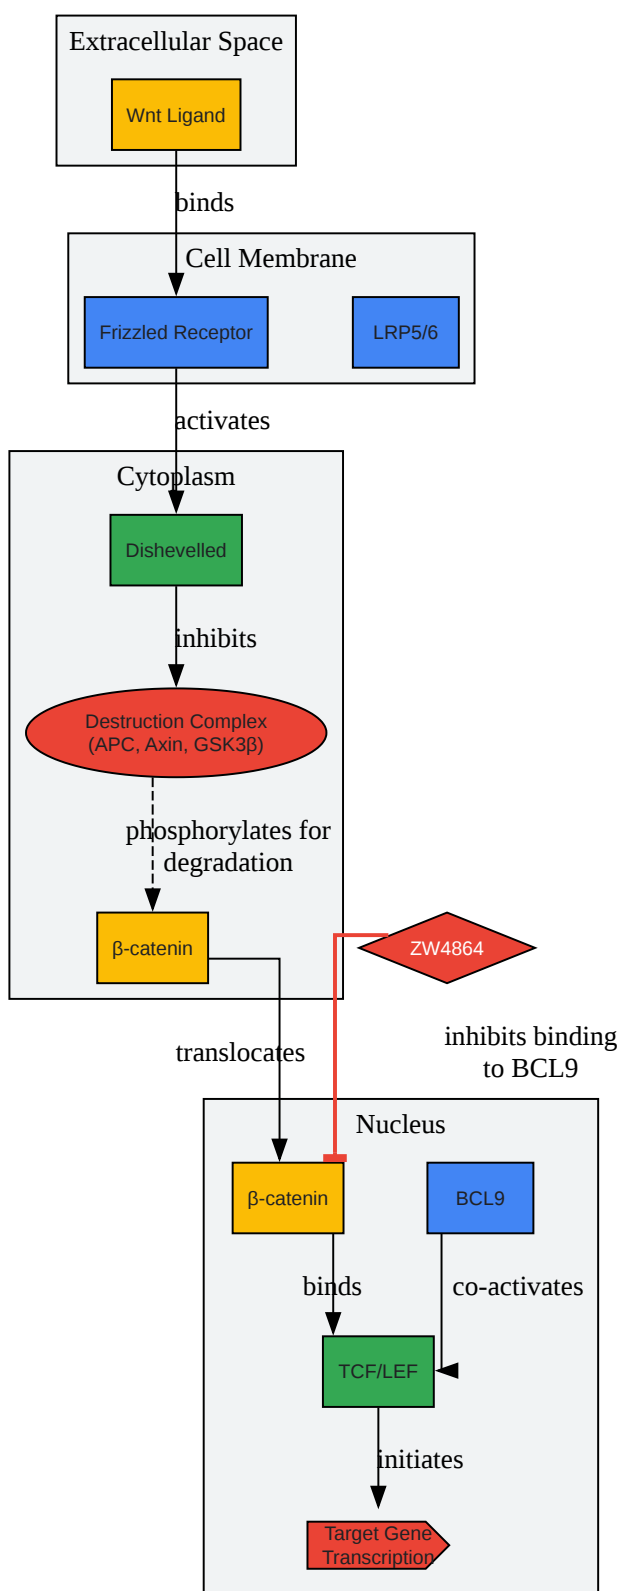 Extracellular Space
Wnt Ligand
binds
Cell Membrane
Frizzled Receptor
LRP5/6
activates
Cytoplasm
Dishevelled
inhibits
Destruction Complex
(APC, Axin, GSK3β)
phosphorylates for
degradation
β-catenin
ZW4864
translocates
inhibits binding
to BCL9
Nucleus
β-catenin
BCL9
binds
co-activates
TCF/LEF
initiates
Target Gene
Transcription